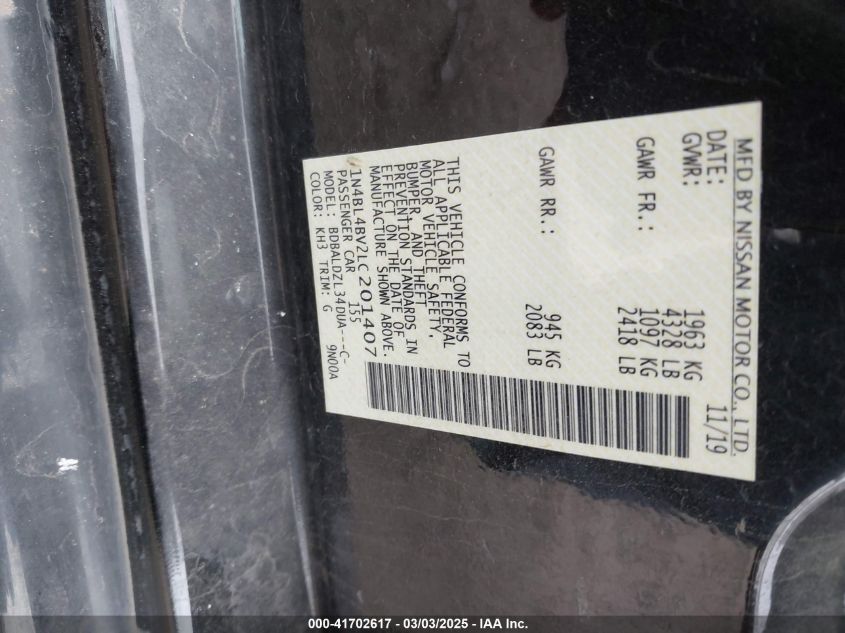 MFD BY NISSAN MOTOR CO., LTD.
DATE: 11/19
GVWR: 1963 KG
4328 LB
GAWR FR.: 1097 KG
2418 LB
GAWR RR.: 945 KG
2083 LB
THIS VEHICLE CONFORMS TO
ALL APPLICABLE FEDERAL
MOTOR VEHICLE SAFETY,
BUMPER, AND THEFT
PREVENTION STANDARDS IN
EFFECT ON THE DATE OF
MANUFACTURE SHOWN ABOVE.
1N4BL4BV2LC201407
PASSENGER CAR 155
MODEL: BDBALDZL34DUA---C-
COLOR: KH3 TRIM: G 9N00A
000-41702617 - 03/03/2025 - IAA Inc.